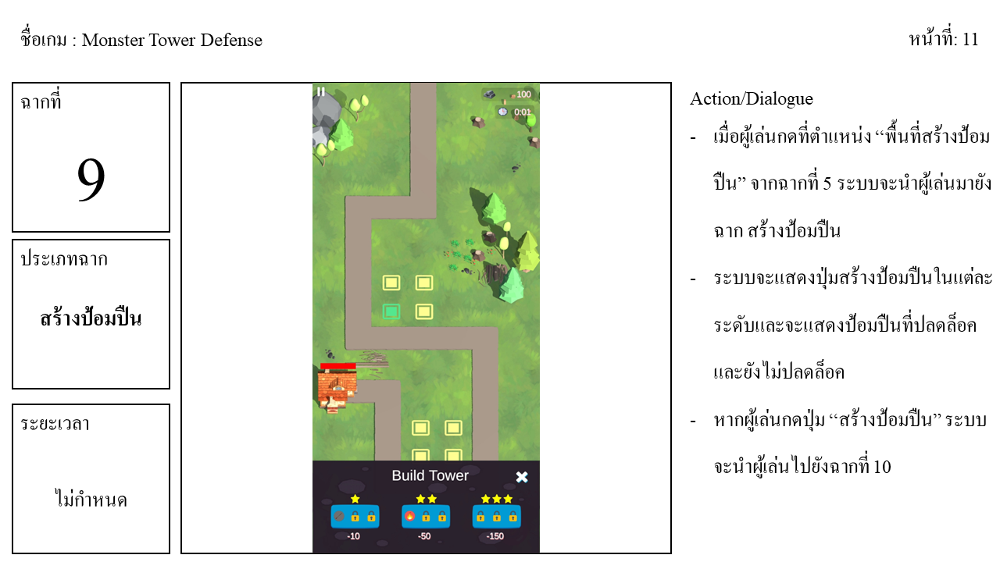 ชื่อเกม : Monster Tower Defense
หน้าที่: 11
ฉากที่
9
ประเภทฉาก
สร้างป้อมปืน
ระยะเวลา
ไม่กำหนด
100
0:01
Build Tower
-10
-50
-150
Action/Dialogue
- เมื่อผู้เล่นกดที่ตำแหน่ง “พื้นที่สร้างป้อม
ปืน” จากฉากที่ 5 ระบบจะนำผู้เล่นมายัง
ฉาก สร้างป้อมปืน
- ระบบจะแสดงปุ่มสร้างป้อมปืนในแต่ละ
ระดับและจะแสดงป้อมปืนที่ปลดล็อค
และยังไม่ปลดล็อค
- หากผู้เล่นกดปุ่ม “สร้างป้อมปืน” ระบบ
จะนำผู้เล่นไปยังฉากที่ 10